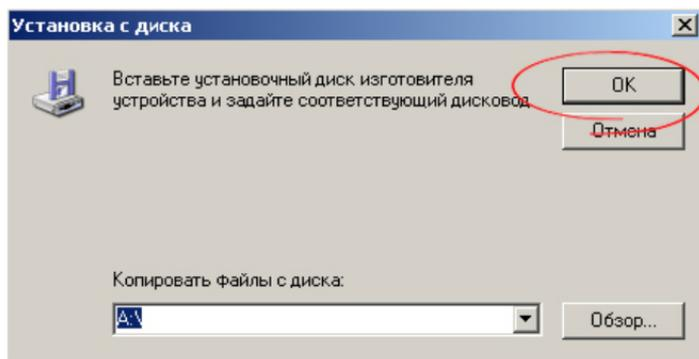 Установка с диска
Вставьте установочный диск изготовителя
устройства и задайте соответствующий дисковод
OK
Отмена
Копировать файлы с диска:
A:\
Обзор...